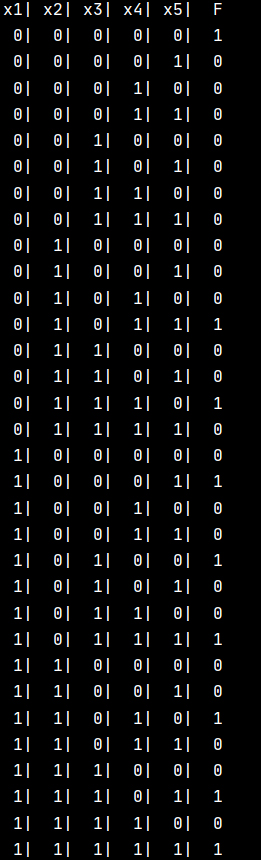 x1| x2| x3| x4| x5| F
0| 0| 0| 0| 0| 1
0| 0| 0| 0| 1| 0
0| 0| 0| 1| 0| 0
0| 0| 0| 1| 1| 0
0| 0| 1| 0| 0| 0
0| 0| 1| 0| 1| 0
0| 0| 1| 1| 0| 0
0| 0| 1| 1| 1| 0
0| 1| 0| 0| 0| 0
0| 1| 0| 0| 1| 0
0| 1| 0| 1| 0| 0
0| 1| 0| 1| 1| 1
0| 1| 1| 0| 0| 0
0| 1| 1| 0| 1| 0
0| 1| 1| 1| 0| 1
0| 1| 1| 1| 1| 0
1| 0| 0| 0| 0| 0
1| 0| 0| 0| 1| 1
1| 0| 0| 1| 0| 0
1| 0| 0| 1| 1| 0
1| 0| 1| 0| 0| 1
1| 0| 1| 0| 1| 0
1| 0| 1| 1| 0| 0
1| 0| 1| 1| 1| 1
1| 1| 0| 0| 0| 0
1| 1| 0| 0| 1| 0
1| 1| 0| 1| 0| 1
1| 1| 0| 1| 1| 0
1| 1| 1| 0| 0| 0
1| 1| 1| 0| 1| 1
1| 1| 1| 1| 0| 0
1| 1| 1| 1| 1| 1